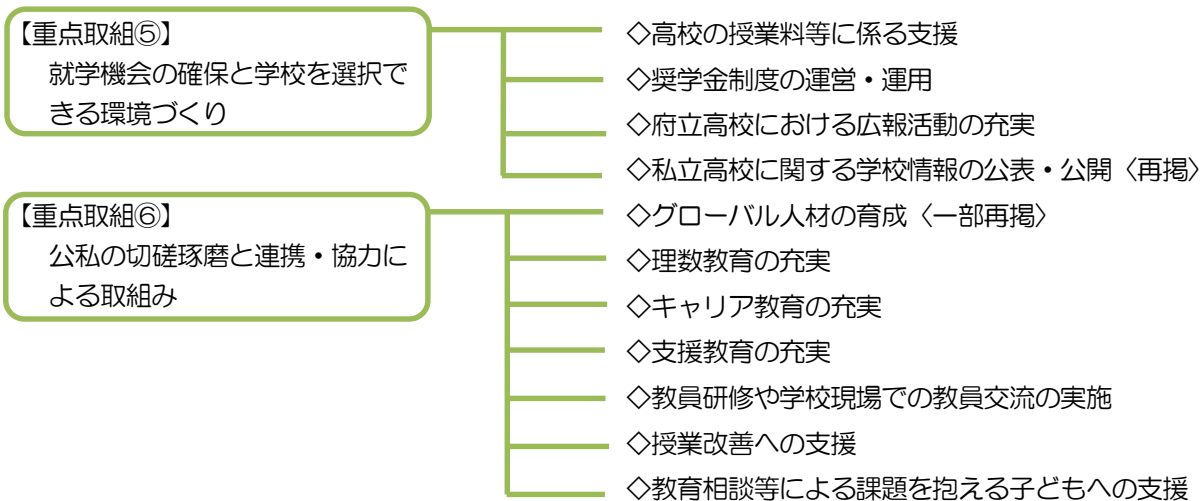 【重点取組⑤】
就学機会の確保と学校を選択で
きる環境づくり
◇高校の授業料等に係る支援
◇奨学金制度の運営・運用
◇府立高校における広報活動の充実
◇私立高校に関する学校情報の公表・公開〈再掲〉
【重点取組⑥】
公私の切磋琢磨と連携・協力に
よる取組み
◇グローバル人材の育成〈一部再掲〉
◇理数教育の充実
◇キャリア教育の充実
◇支援教育の充実
◇教員研修や学校現場での教員交流の実施
◇授業改善への支援
◇教育相談等による課題を抱える子どもへの支援